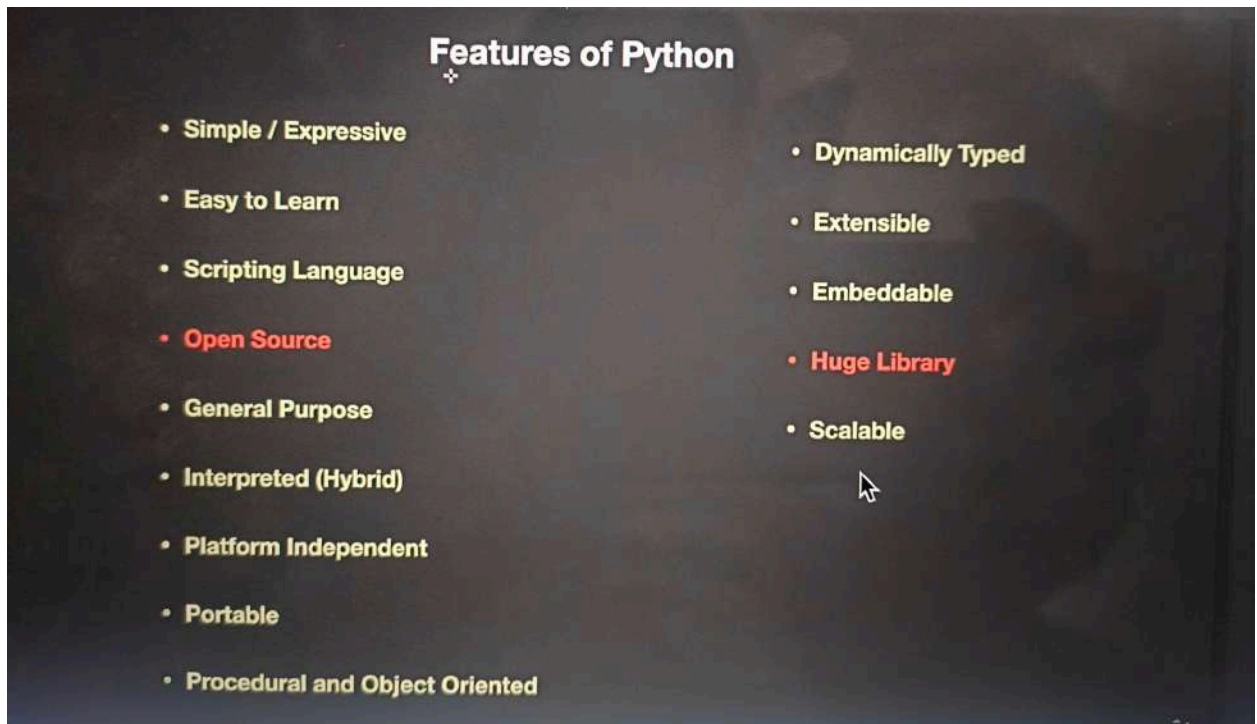 Features of Python
• Simple / Expressive
• Easy to Learn
• Scripting Language
• Open Source
• General Purpose
• Interpreted (Hybrid)
• Platform Independent
• Portable
• Procedural and Object Oriented
• Dynamically Typed
• Extensible
• Embeddable
• Huge Library
• Scalable